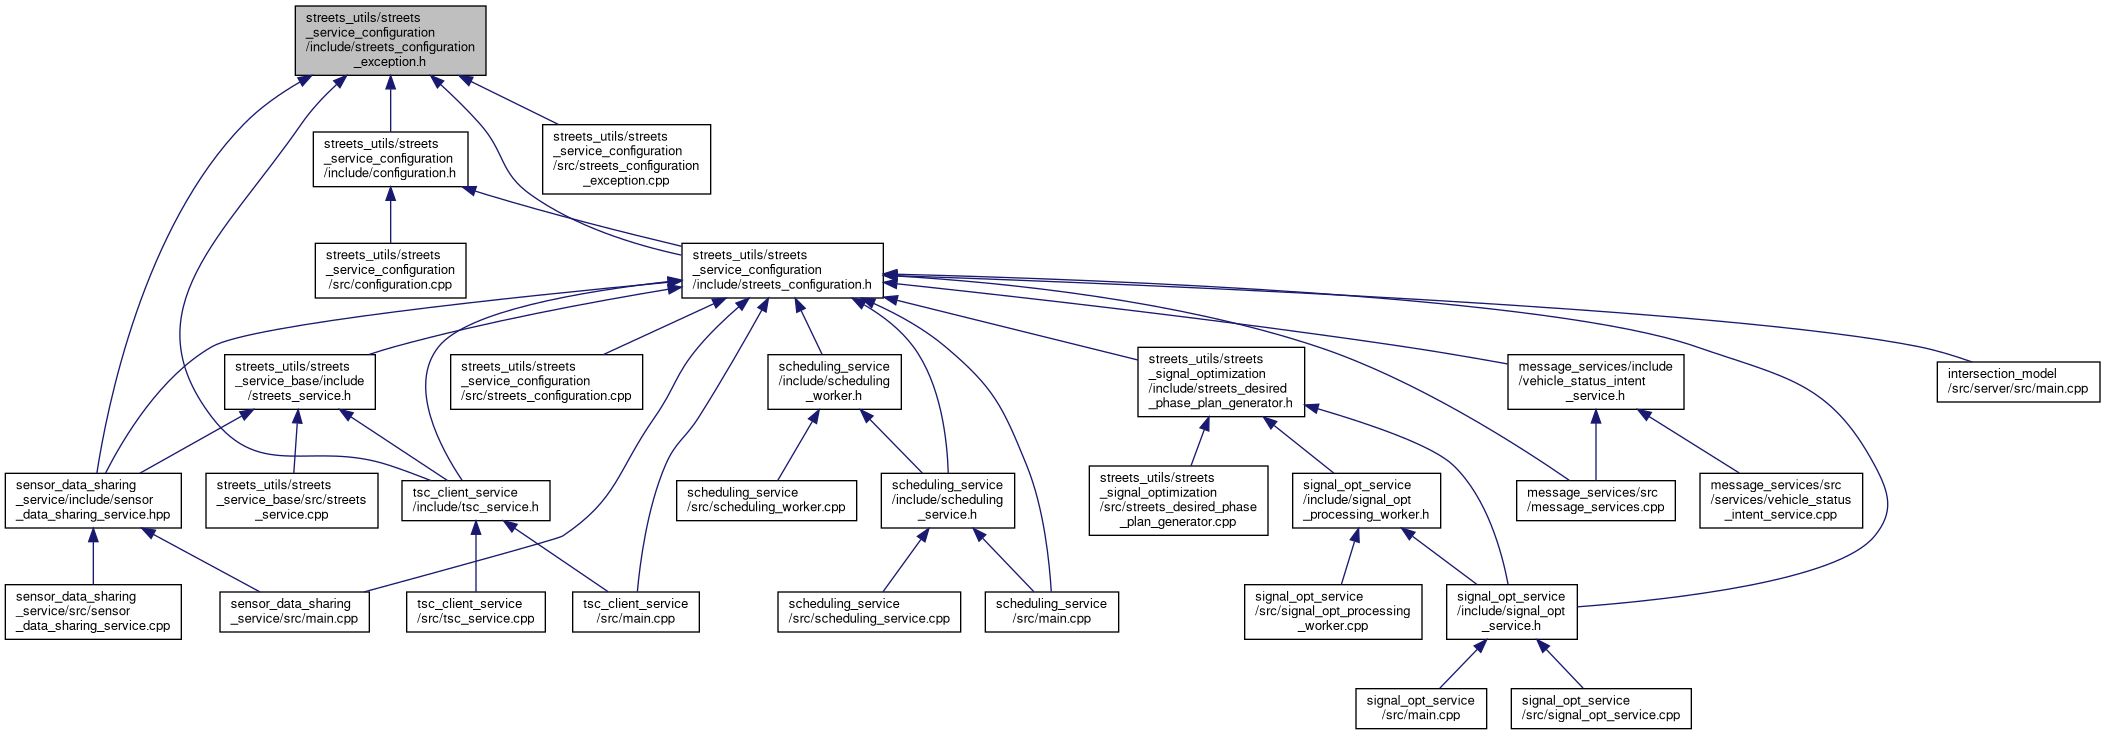 streets_utils/streets
_service_configuration
/include/streets_configuration
_exception.h
streets_utils/streets
_service_configuration
/include/configuration.h
streets_utils/streets
_service_configuration
/src/streets_configuration
_exception.cpp
streets_utils/streets
_service_configuration
/src/configuration.cpp
streets_utils/streets
_service_configuration
/include/streets_configuration.h
streets_utils/streets
_service_base/include
/streets_service.h
streets_utils/streets
_service_configuration
/src/streets_configuration.cpp
scheduling_service
/include/scheduling
_worker.h
streets_utils/streets
_signal_optimization
/include/streets_desired
_phase_plan_generator.h
message_services/include
/vehicle_status_intent
_service.h
intersection_model
/src/server/src/main.cpp
sensor_data_sharing
_service/include/sensor
_data_sharing_service.hpp
streets_utils/streets
_service_base/src/streets
_service.cpp
tsc_client_service
/include/tsc_service.h
scheduling_service
/src/scheduling_worker.cpp
scheduling_service
/include/scheduling
_service.h
streets_utils/streets
_signal_optimization
/src/streets_desired_phase
_plan_generator.cpp
signal_opt_service
/include/signal_opt
_processing_worker.h
message_services/src
/message_services.cpp
message_services/src
/services/vehicle_status
_intent_service.cpp
sensor_data_sharing
_service/src/sensor
_data_sharing_service.cpp
sensor_data_sharing
_service/src/main.cpp
tsc_client_service
/src/tsc_service.cpp
tsc_client_service
/src/main.cpp
scheduling_service
/src/scheduling_service.cpp
scheduling_service
/src/main.cpp
signal_opt_service
/src/signal_opt_processing
_worker.cpp
signal_opt_service
/include/signal_opt
_service.h
signal_opt_service
/src/main.cpp
signal_opt_service
/src/signal_opt_service.cpp